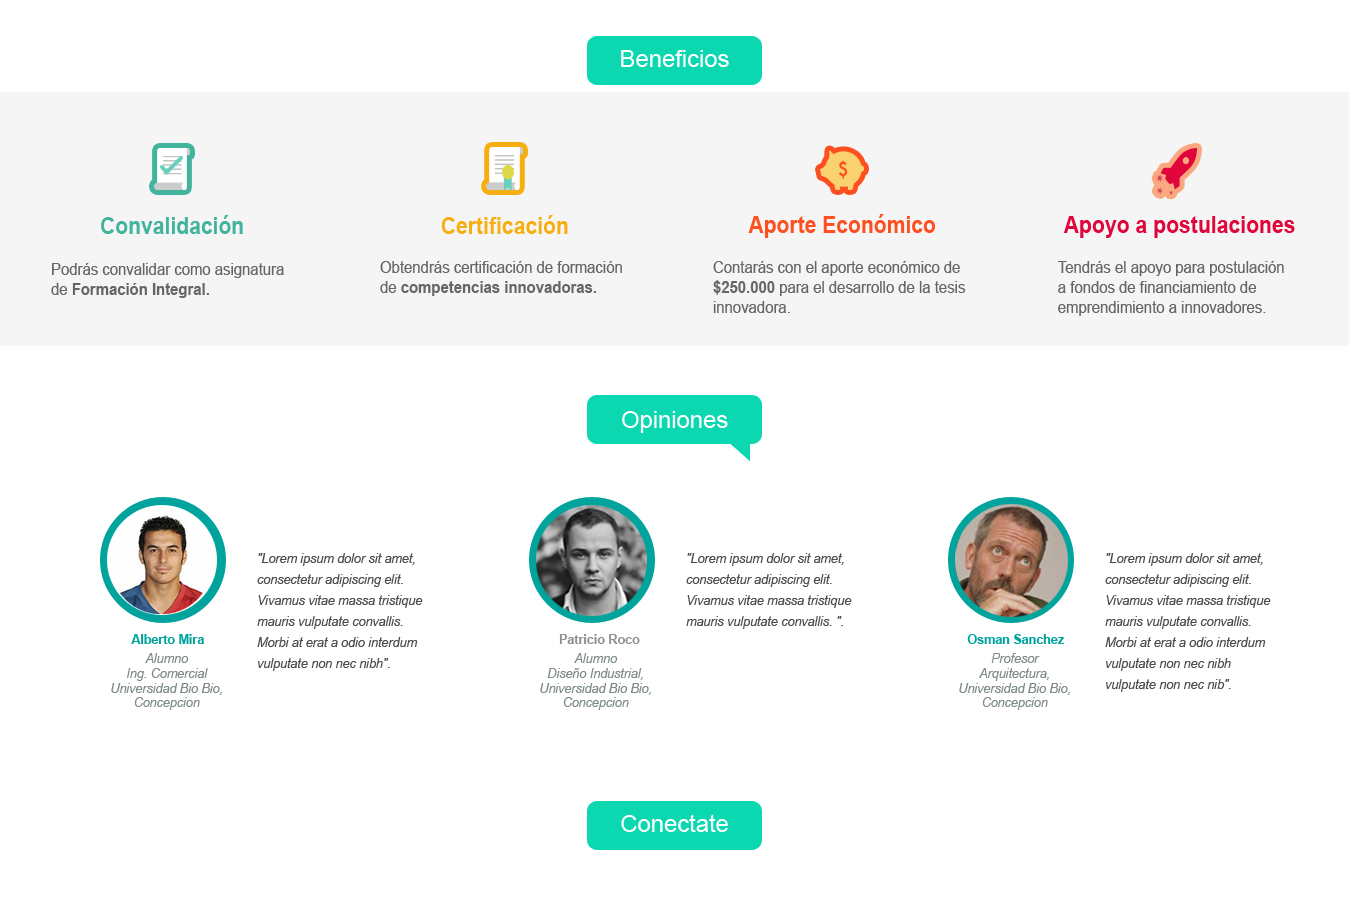 Beneficios
$
Convalidación
Podrás convalidar como asignatura
de Formación Integral.
Certificación
Obtendrás certificación de formación
de competencias innovadoras.
Aporte Económico
Contarás con el aporte económico de
$250.000 para el desarrollo de la tesis
innovadora.
Apoyo a postulaciones
Tendrás el apoyo para postulación
a fondos de financiamiento de
emprendimiento a innovadores.
Opiniones
Alberto Mira
Alumno
Ing. Comercial
Universidad Bio Bio,
Concepcion
"Lorem ipsum dolor sit amet,
consectetur adipiscing elit.
Vivamus vitae massa tristique
mauris vulputate convallis.
Morbi at erat a odio interdum
vulputate non nec nibh".
Patricio Roco
Alumno
Diseño Industrial,
Universidad Bio Bio,
Concepcion
"Lorem ipsum dolor sit amet,
consectetur adipiscing elit.
Vivamus vitae massa tristique
mauris vulputate convallis. ".
Osman Sanchez
Profesor
Arquitectura,
Universidad Bio Bio,
Concepcion
"Lorem ipsum dolor sit amet,
consectetur adipiscing elit.
Vivamus vitae massa tristique
mauris vulputate convallis.
Morbi at erat a odio interdum
vulputate non nec nibh
vulputate non nec nib".
Conectate